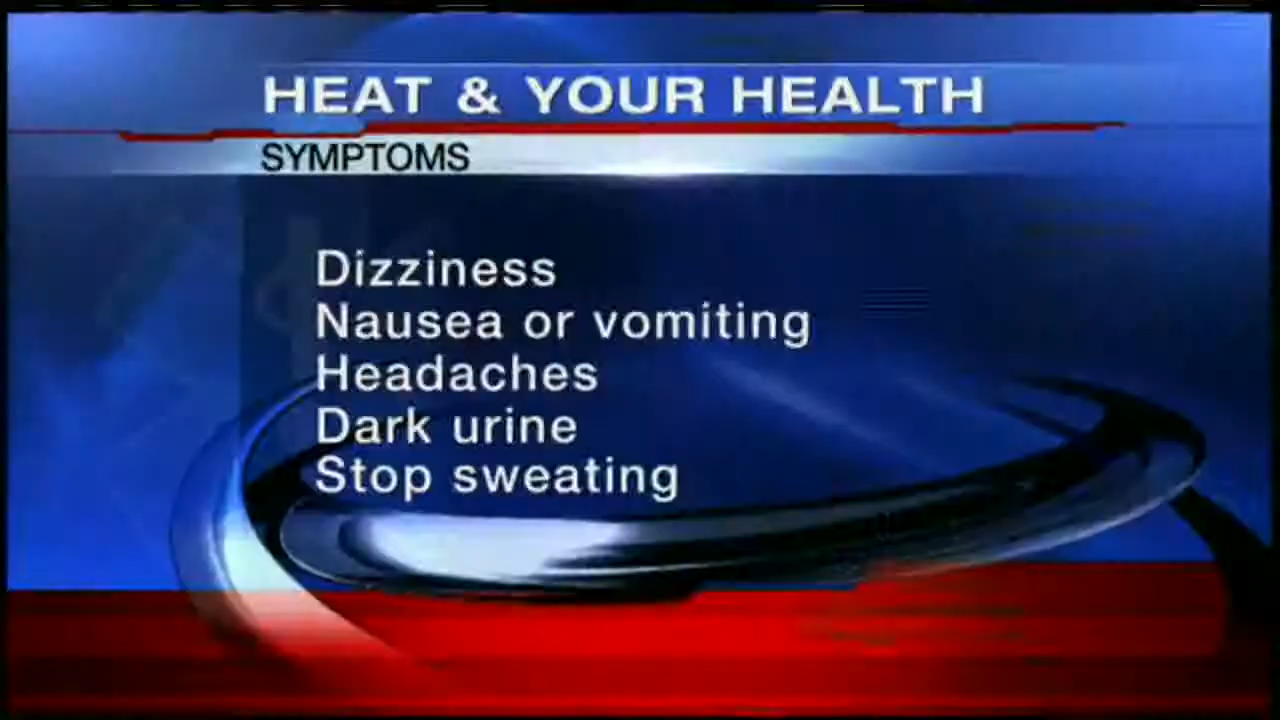 HEAT & YOUR HEALTH
SYMPTOMS
Dizziness
Nausea or vomiting
Headaches
Dark urine
Stop sweating